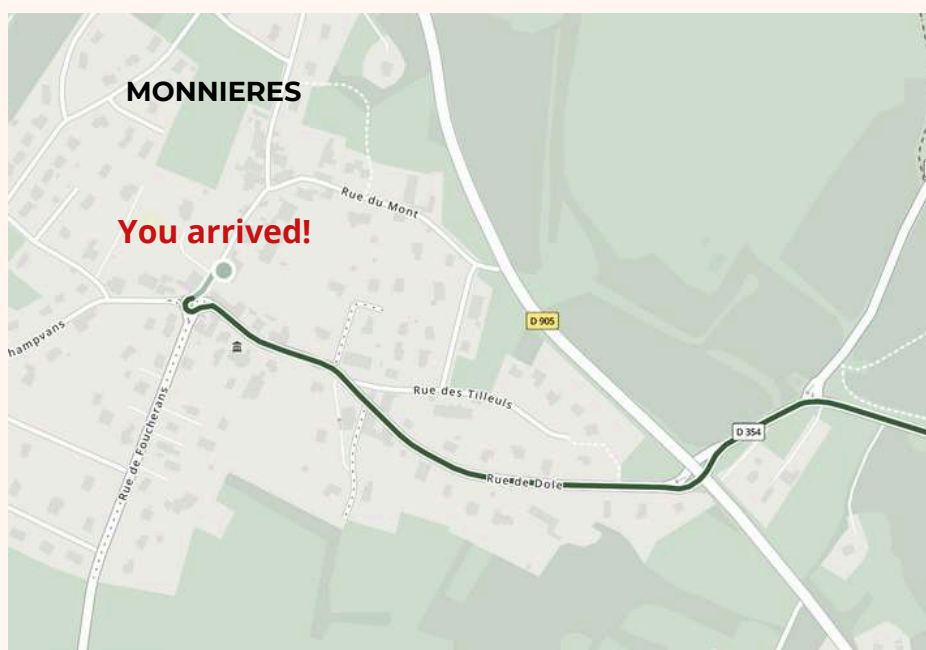 MONNIERES
Rue du Mont
You arrived!
D 905
hampvans
Rue des Tilleuls
D 354
Rue de Foucherans
Rue de Dole